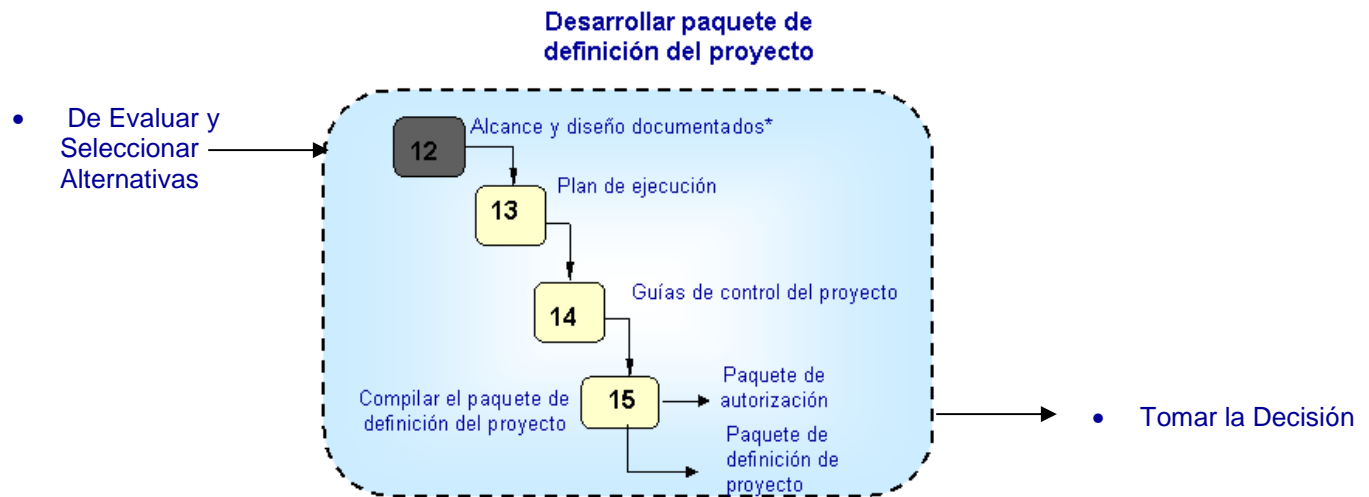 Desarrollar paquete de
definición del proyecto
• De Evaluar y
Seleccionar
Alternativas
12
Alcance y diseño documentados*
13
Plan de ejecución
14
Guías de control del proyecto
Compilar el paquete de
definición del proyecto
15
Paquete de
autorización
Paquete de
definición de
proyecto
• Tomar la Decisión